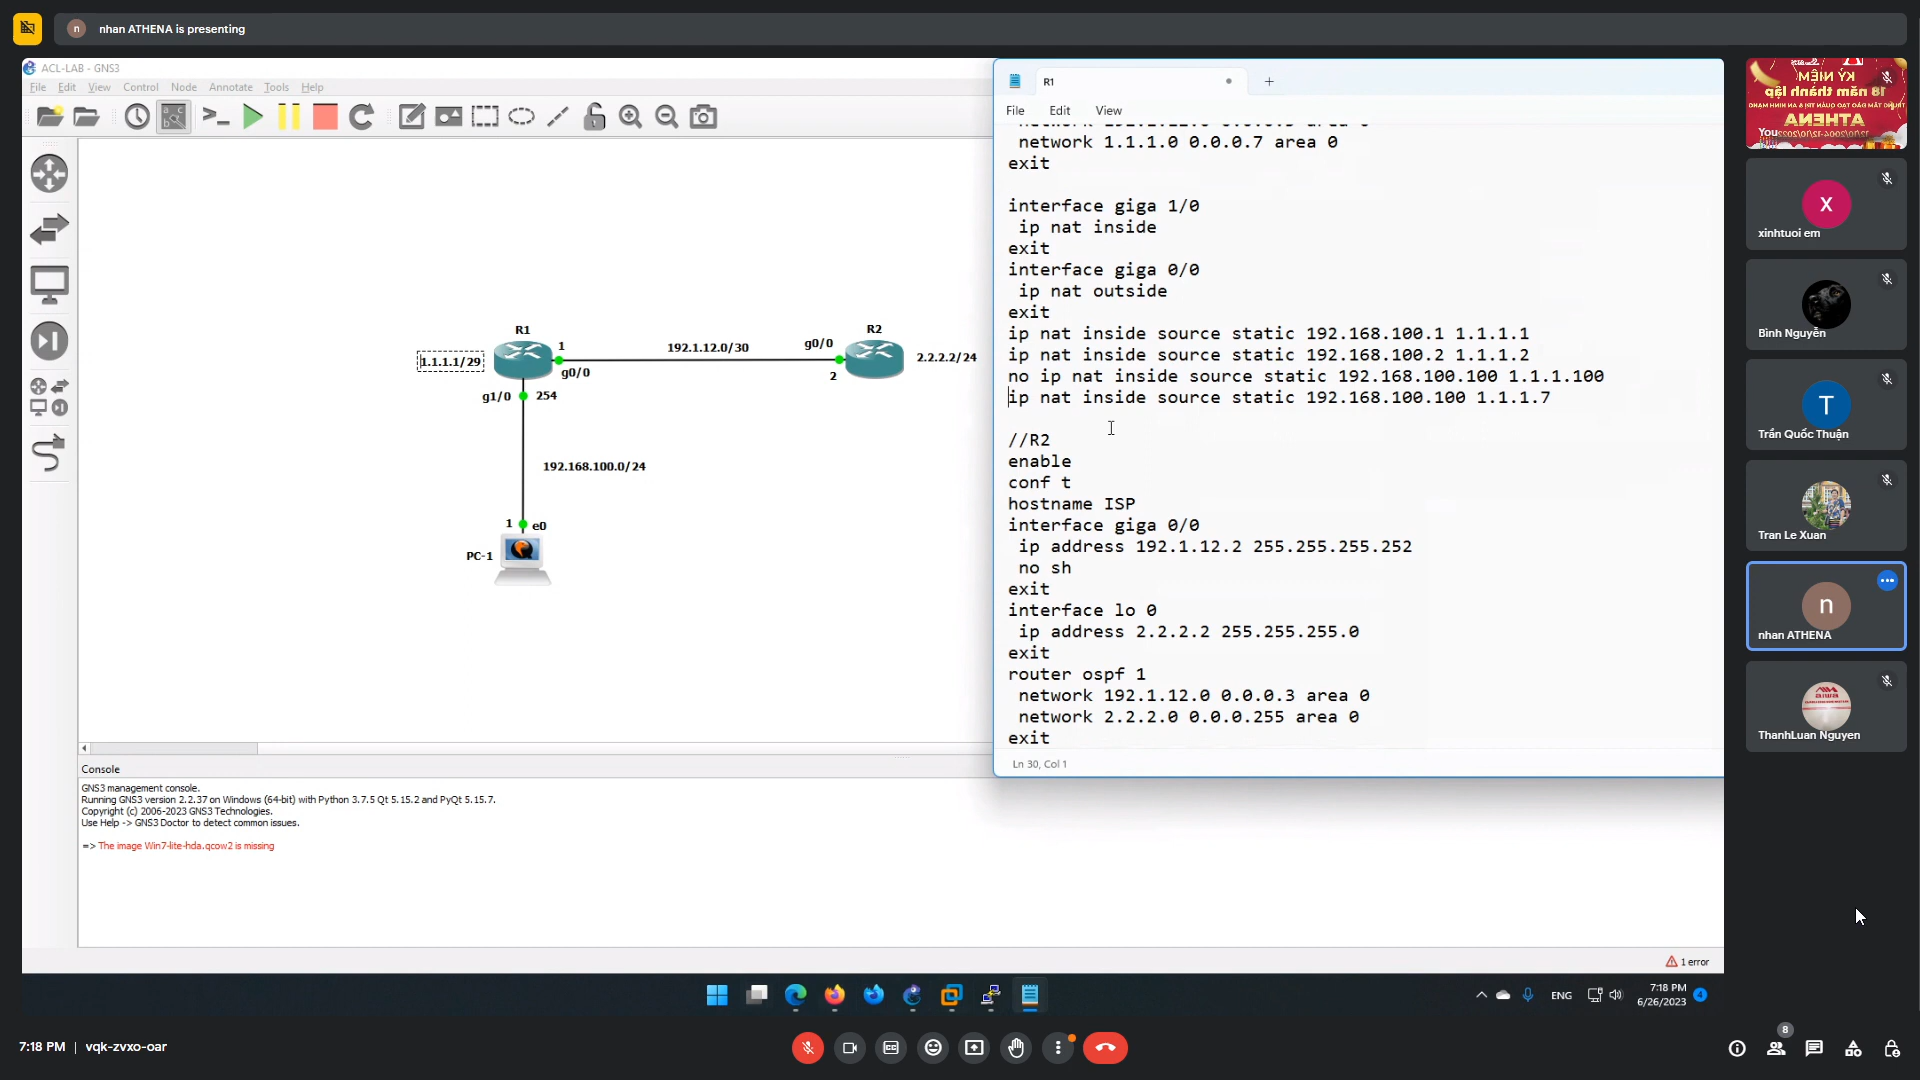 n nhan ATHENA is presenting
ACL-LAB - GNS3
File Edit View Control Node Annotate Tools Help
R1
192.1.12.0/30
R2
1.1.1.1/29
1
g0/0
g0/0
2
2.2.2.2/24
g1/0 254
192.168.100.0/24
1 e0
PC-1
Console
GNS3 management console.
Running GNS3 version 2.2.37 on Windows (64-bit) with Python 3.7.5 Qt 5.15.2 and PyQt 5.15.7.
Copyright (c) 2006-2023 GNS3 Technologies.
Use Help -> GNS3 Doctor to detect common issues.
=> The image Win7-lite-hda.qcow2 is missing
1 error
R1
File Edit View
network 1.1.1.0 0.0.0.7 area 0
exit
interface giga 1/0
ip nat inside
exit
interface giga 0/0
ip nat outside
exit
ip nat inside source static 192.168.100.1 1.1.1.1
ip nat inside source static 192.168.100.2 1.1.1.2
no ip nat inside source static 192.168.100.100 1.1.1.100
ip nat inside source static 192.168.100.100 1.1.1.7
//R2
enable
conf t
hostname ISP
interface giga 0/0
ip address 192.1.12.2 255.255.255.252
no sh
exit
interface lo 0
ip address 2.2.2.2 255.255.255.0
exit
router ospf 1
network 192.1.12.0 0.0.0.3 area 0
network 2.2.2.0 0.0.0.255 area 0
exit
Ln 30, Col 1
KỶ NIỆM
18 năm thành lập
ATHENA
You
X
xinhtuoi em
Bình Nguyễn
T
Trần Quốc Thuận
Tran Le Xuan
n
nhan ATHENA
ThanhLuan Nguyen
ENG
7:18 PM
6/26/2023
4
7:18 PM | vqk-zvxo-oar
8